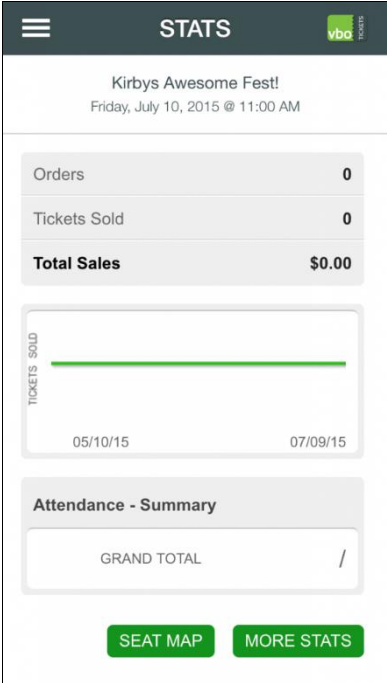 STATS
vbo TICKETS
Kirbys Awesome Fest!
Friday, July 10, 2015 @ 11:00 AM
Orders 0
Tickets Sold 0
Total Sales $0.00
TICKETS SOLD
05/10/15 07/09/15
Attendance - Summary
GRAND TOTAL /
SEAT MAP MORE STATS